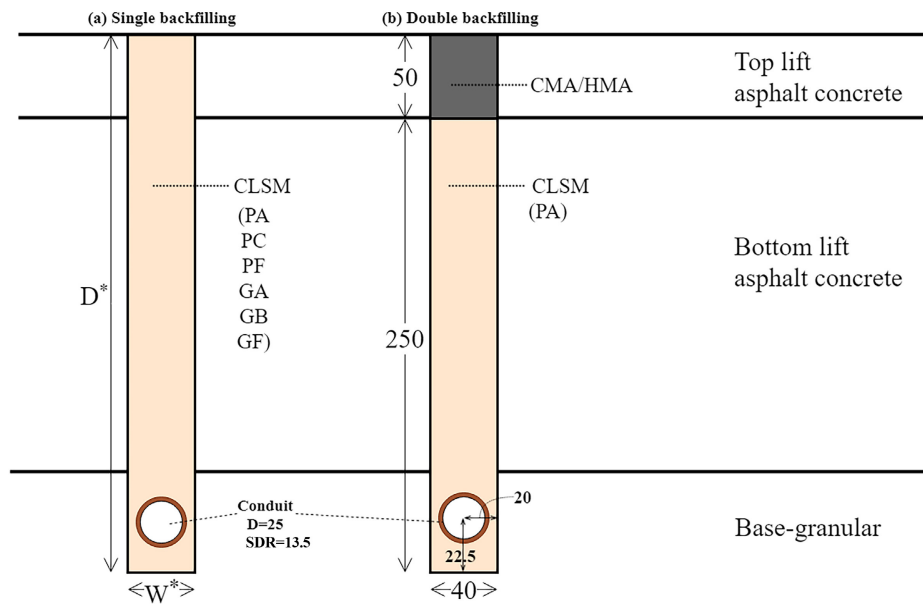 (a) Single backfilling
(b) Double backfilling
50
CMA/HMA
Top lift
asphalt concrete
CLSM
(PA
PC
PF
GA
GB
GF)
CLSM
(PA)
D*
250
Bottom lift
asphalt concrete
Conduit
D=25
SDR=13.5
20
22.5
Base-granular
W*
40